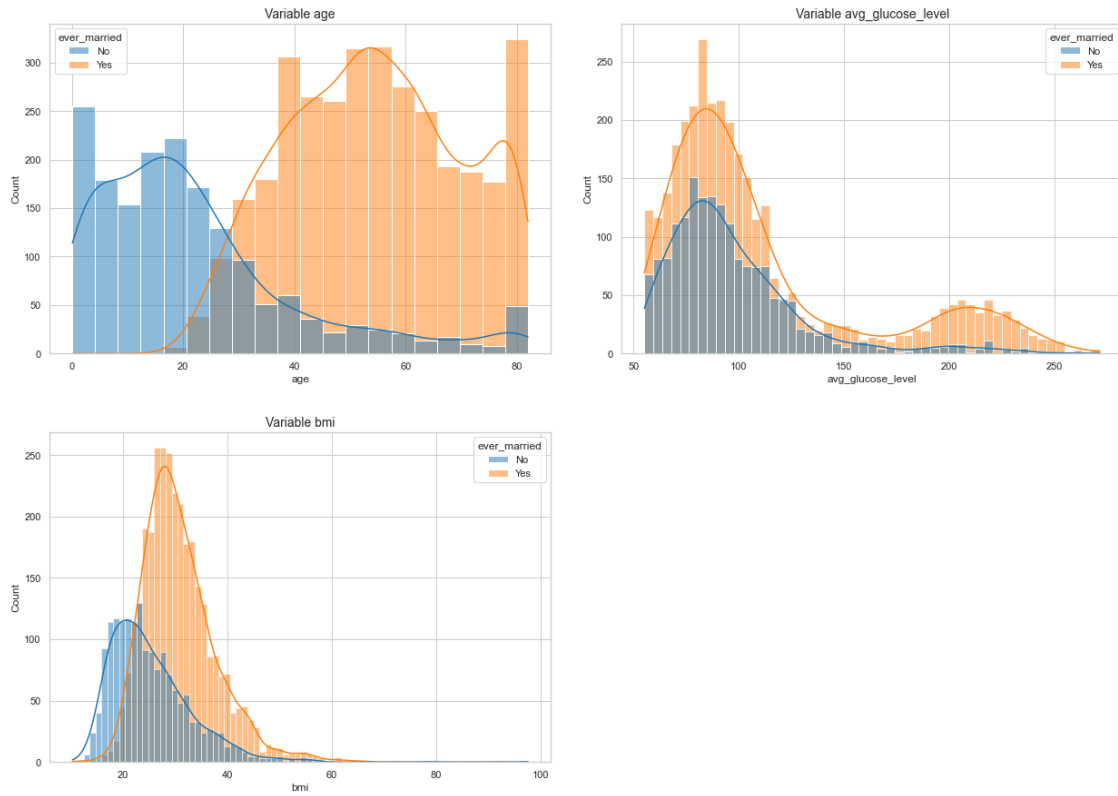 Variable age
ever_married
No
Yes
Count
300
250
200
150
100
50
0
0
20
40
60
80
age
Variable avg_glucose_level
ever_married
No
Yes
Count
250
200
150
100
50
0
50
100
150
200
250
avg_glucose_level
Variable bmi
ever_married
No
Yes
Count
250
200
150
100
50
0
20
40
60
80
100
bmi